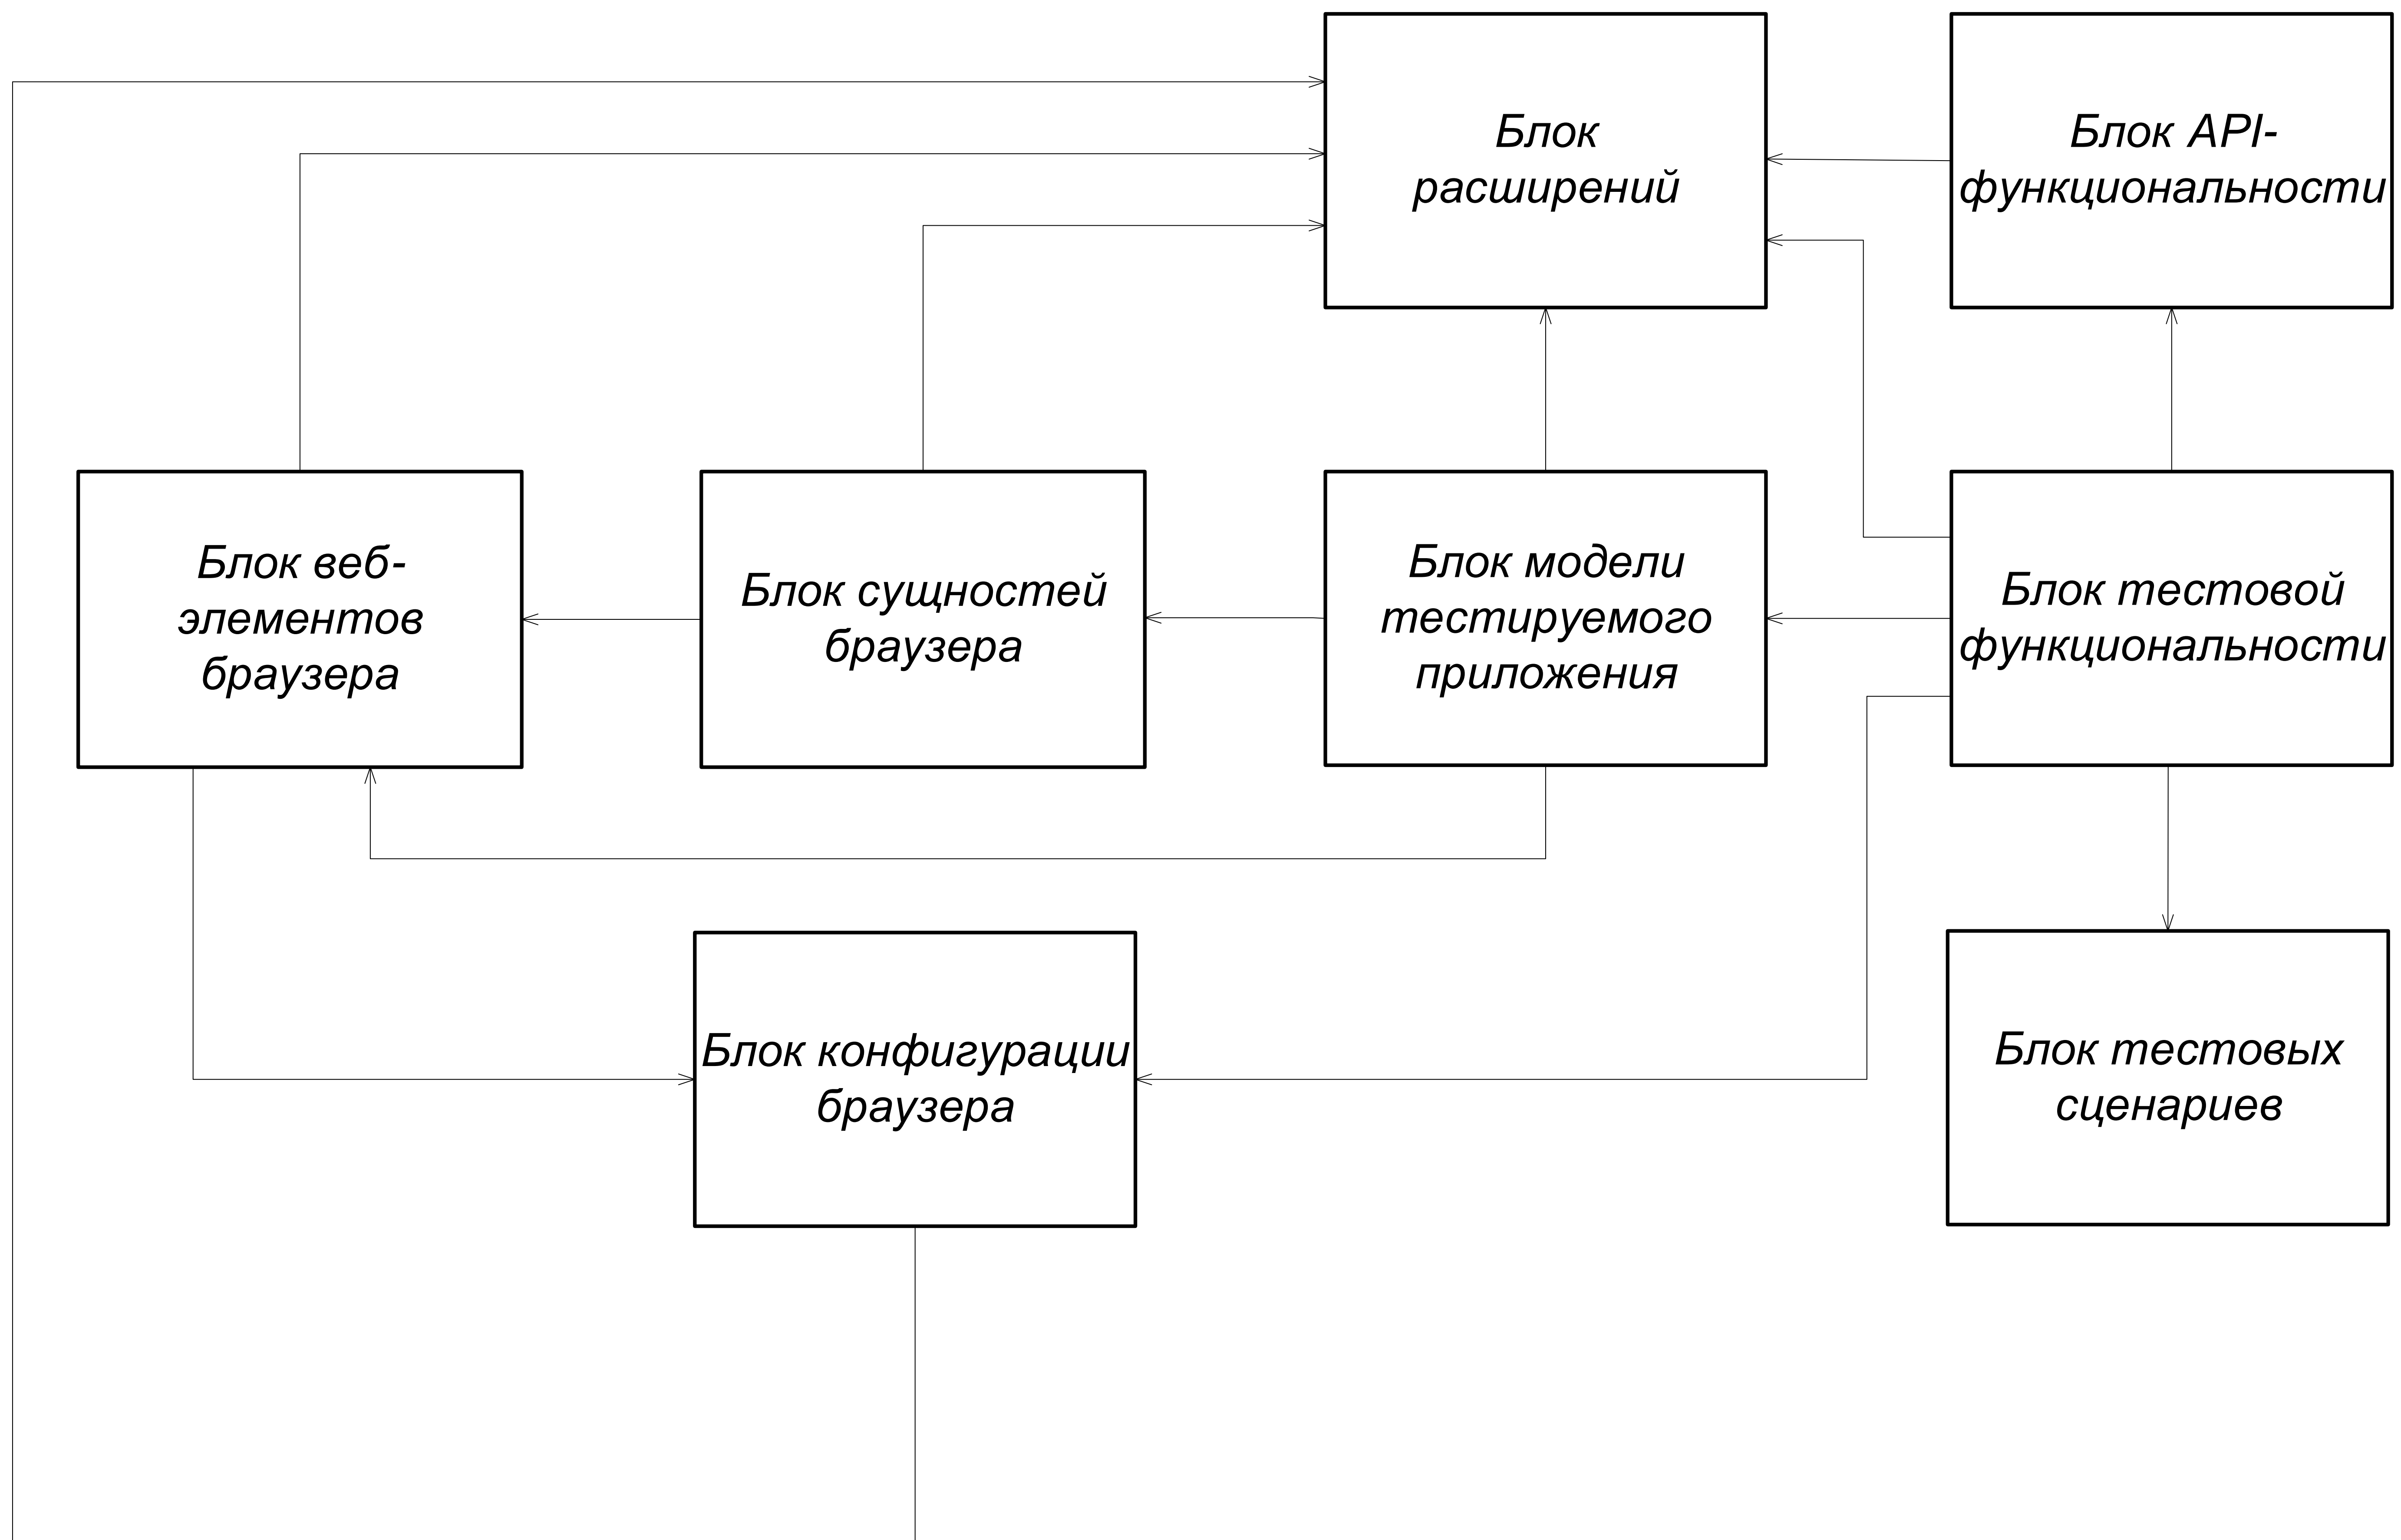 Блок
расширений
Блок API-
функциональности
Блок веб-
элементов
браузера
Блок сущностей
браузера
Блок модели
тестируемого
приложения
Блок тестовой
функциональности
Блок конфигурации
браузера
Блок тестовых
сценариев